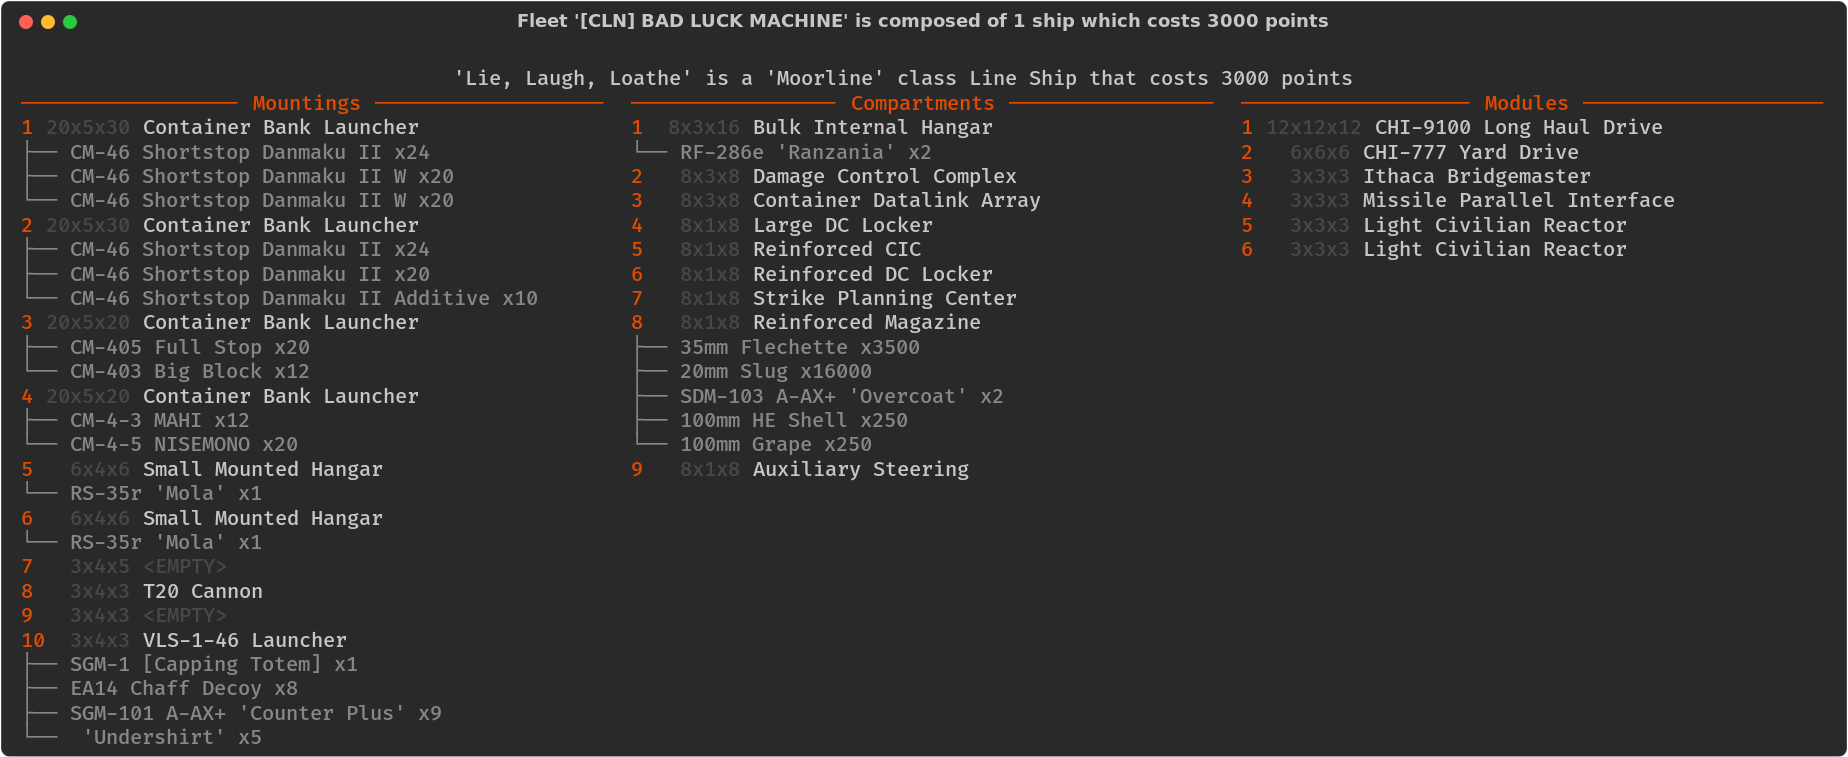 Fleet '[CLN] BAD LUCK MACHINE' is composed of 1 ship which costs 3000 points
'Lie, Laugh, Loathe' is a 'Moorline' class Line Ship that costs 3000 points
Mountings
1 20x5x30 Container Bank Launcher
CM-46 Shortstop Danmaku II x24
CM-46 Shortstop Danmaku II W x20
CM-46 Shortstop Danmaku II W x20
2 20x5x30 Container Bank Launcher
CM-46 Shortstop Danmaku II x24
CM-46 Shortstop Danmaku II x20
CM-46 Shortstop Danmaku II Additive x10
3 20x5x20 Container Bank Launcher
CM-405 Full Stop x20
CM-403 Big Block x12
4 20x5x20 Container Bank Launcher
CM-4-3 MAHI x12
CM-4-5 NISEMONO x20
5 6x4x6 Small Mounted Hangar
RS-35r 'Mola' x1
6 6x4x6 Small Mounted Hangar
RS-35r 'Mola' x1
7 3x4x5 <EMPTY>
8 3x4x3 T20 Cannon
9 3x4x3 <EMPTY>
10 3x4x3 VLS-1-46 Launcher
SGM-1 [Capping Totem] x1
EA14 Chaff Decoy x8
SGM-101 A-AX+ 'Counter Plus' x9
'Undershirt' x5
Compartments
1 8x3x16 Bulk Internal Hangar
RF-286e 'Ranzania' x2
2 8x3x8 Damage Control Complex
3 8x3x8 Container Datalink Array
4 8x1x8 Large DC Locker
5 8x1x8 Reinforced CIC
6 8x1x8 Reinforced DC Locker
7 8x1x8 Strike Planning Center
8 8x1x8 Reinforced Magazine
35mm Flechette x3500
20mm Slug x16000
SDM-103 A-AX+ 'Overcoat' x2
100mm HE Shell x250
100mm Grape x250
9 8x1x8 Auxiliary Steering
Modules
1 12x12x12 CHI-9100 Long Haul Drive
2 6x6x6 CHI-777 Yard Drive
3 3x3x3 Ithaca Bridgemaster
4 3x3x3 Missile Parallel Interface
5 3x3x3 Light Civilian Reactor
6 3x3x3 Light Civilian Reactor